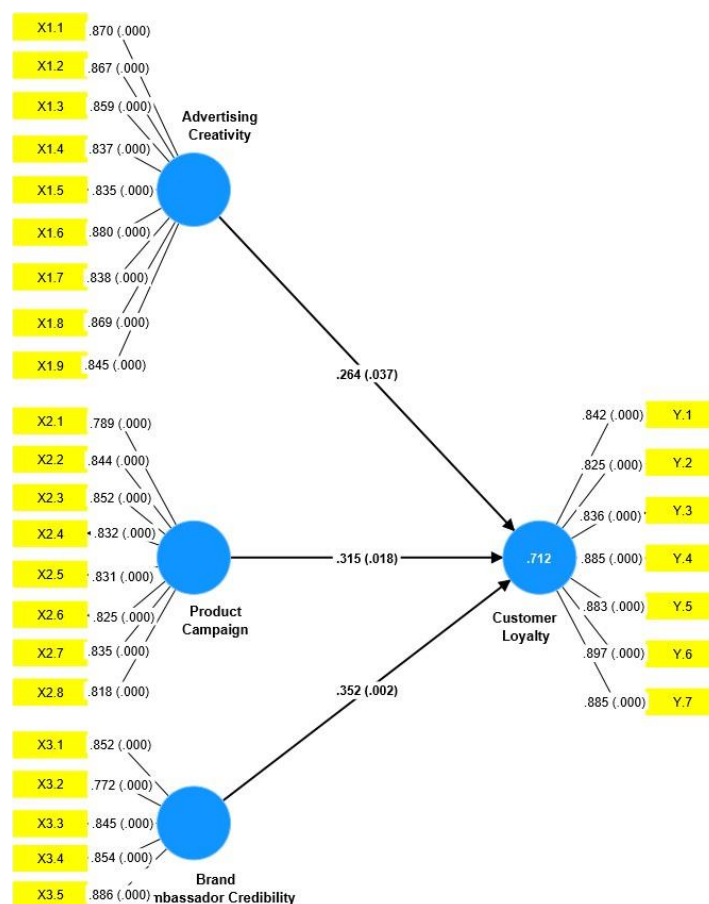 X1.1 .870 (.000)
X1.2 .867 (.000)
X1.3 .859 (.000)
Advertising
Creativity
X1.4 .837 (.000)
X1.5 .835 (.000)
X1.6 .880 (.000)
X1.7 .838 (.000)
X1.8 .869 (.000)
X1.9 .845 (.000)
.264 (.037)
X2.1 .789 (.000)
X2.2 .844 (.000)
X2.3 .852 (.000)
X2.4 .832 (.000)
X2.5 .831 (.000)
X2.6 .825 (.000)
X2.7 .835 (.000)
X2.8 .818 (.000)
Product
Campaign
.315 (.018)
.842 (.000) Y.1
.825 (.000) Y.2
.836 (.000) Y.3
.712
.885 (.000) Y.4
.883 (.000) Y.5
.897 (.000) Y.6
.885 (.000) Y.7
Customer
Loyalty
.352 (.002)
X3.1 .852 (.000)
X3.2 .772 (.000)
X3.3 .845 (.000)
X3.4 .854 (.000)
X3.5 .886 (.000)
Brand
mbassador Credibility